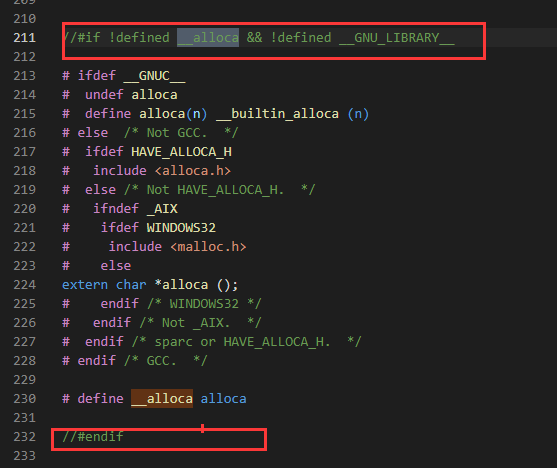 209
210
211 //#if !defined __alloca && !defined __GNU_LIBRARY__
212
213 # ifdef __GNUC__
214 #  undef alloca
215 #  define alloca(n) __builtin_alloca (n)
216 # else  /* Not GCC.  */
217 #  ifdef HAVE_ALLOCA_H
218 #   include <alloca.h>
219 #  else /* Not HAVE_ALLOCA_H.  */
220 #   ifndef _AIX
221 #    ifdef WINDOWS32
222 #     include <malloc.h>
223 #    else
224 extern char *alloca ();
225 #    endif /* WINDOWS32 */
226 #   endif /* Not _AIX.  */
227 #  endif /* sparc or HAVE_ALLOCA_H.  */
228 # endif /* GCC.  */
229
230 # define __alloca alloca
231
232 //#endif
233